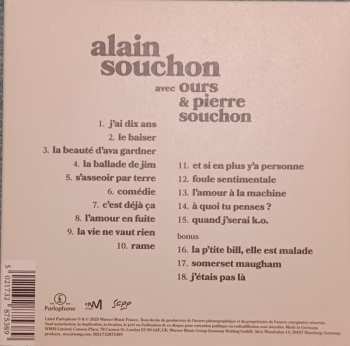 alain
souchon
avec ours
& pierre
souchon
1. j'ai dix ans
2. le baiser
3. la beauté d'ava gardner
4. la ballade de jim
5. s'asseoir par terre
6. comédie
7. c'est déjà ça
8. l'amour en fuite
9. la vie ne vaut rien
10. rame
11. et si en plus y'a personne
12. foule sentimentale
13. l'amour à la machine
14. à quoi tu penses ?
15. quand j'serai k.o.
bonus
16. la p'tite bill, elle est malade
17. somerset maugham
18. j'étais pas là
Parlophone
5 021732 875389